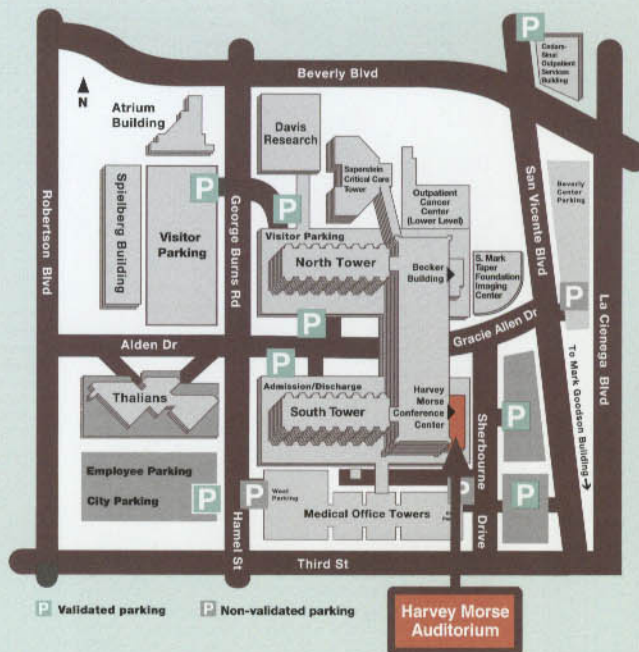 P
Cedars-
Sinai
Outpatient
Services
Building
Beverly Blvd
N
Atrium
Building
Davis
Research
Saperstein
Critical Care
Tower
Outpatient
Cancer
Center
(Lower Level)
San Vicente Blvd
Beverly
Center
Parking
Robertson Blvd
Spielberg Building
P
Visitor
Parking
George Burns Rd
P
Visitor Parking
North Tower
Becker
Building
S. Mark
Taper
Foundation
Imaging
Center
P
La Cienega Blvd
Alden Dr
P
Gracie Allen Dr
To Mark Goodson Building
P
Thalians
Admission/Discharge
South Tower
Harvey
Morse
Conference
Center
Sherbourne Drive
P
Employee Parking
City Parking
P
P
West
Parking
Medical Office Towers
P
P
Hamel St
Third St
P Validated parking
P Non-validated parking
Harvey Morse
Auditorium